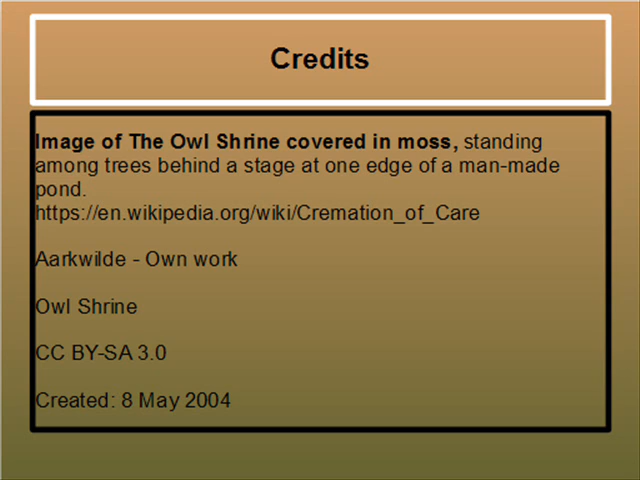 Credits
Image of The Owl Shrine covered in moss, standing
among trees behind a stage at one edge of a man-made
pond.
https://en.wikipedia.org/wiki/Cremation_of_Care
Aarkwilde - Own work
Owl Shrine
CC BY-SA 3.0
Created: 8 May 2004